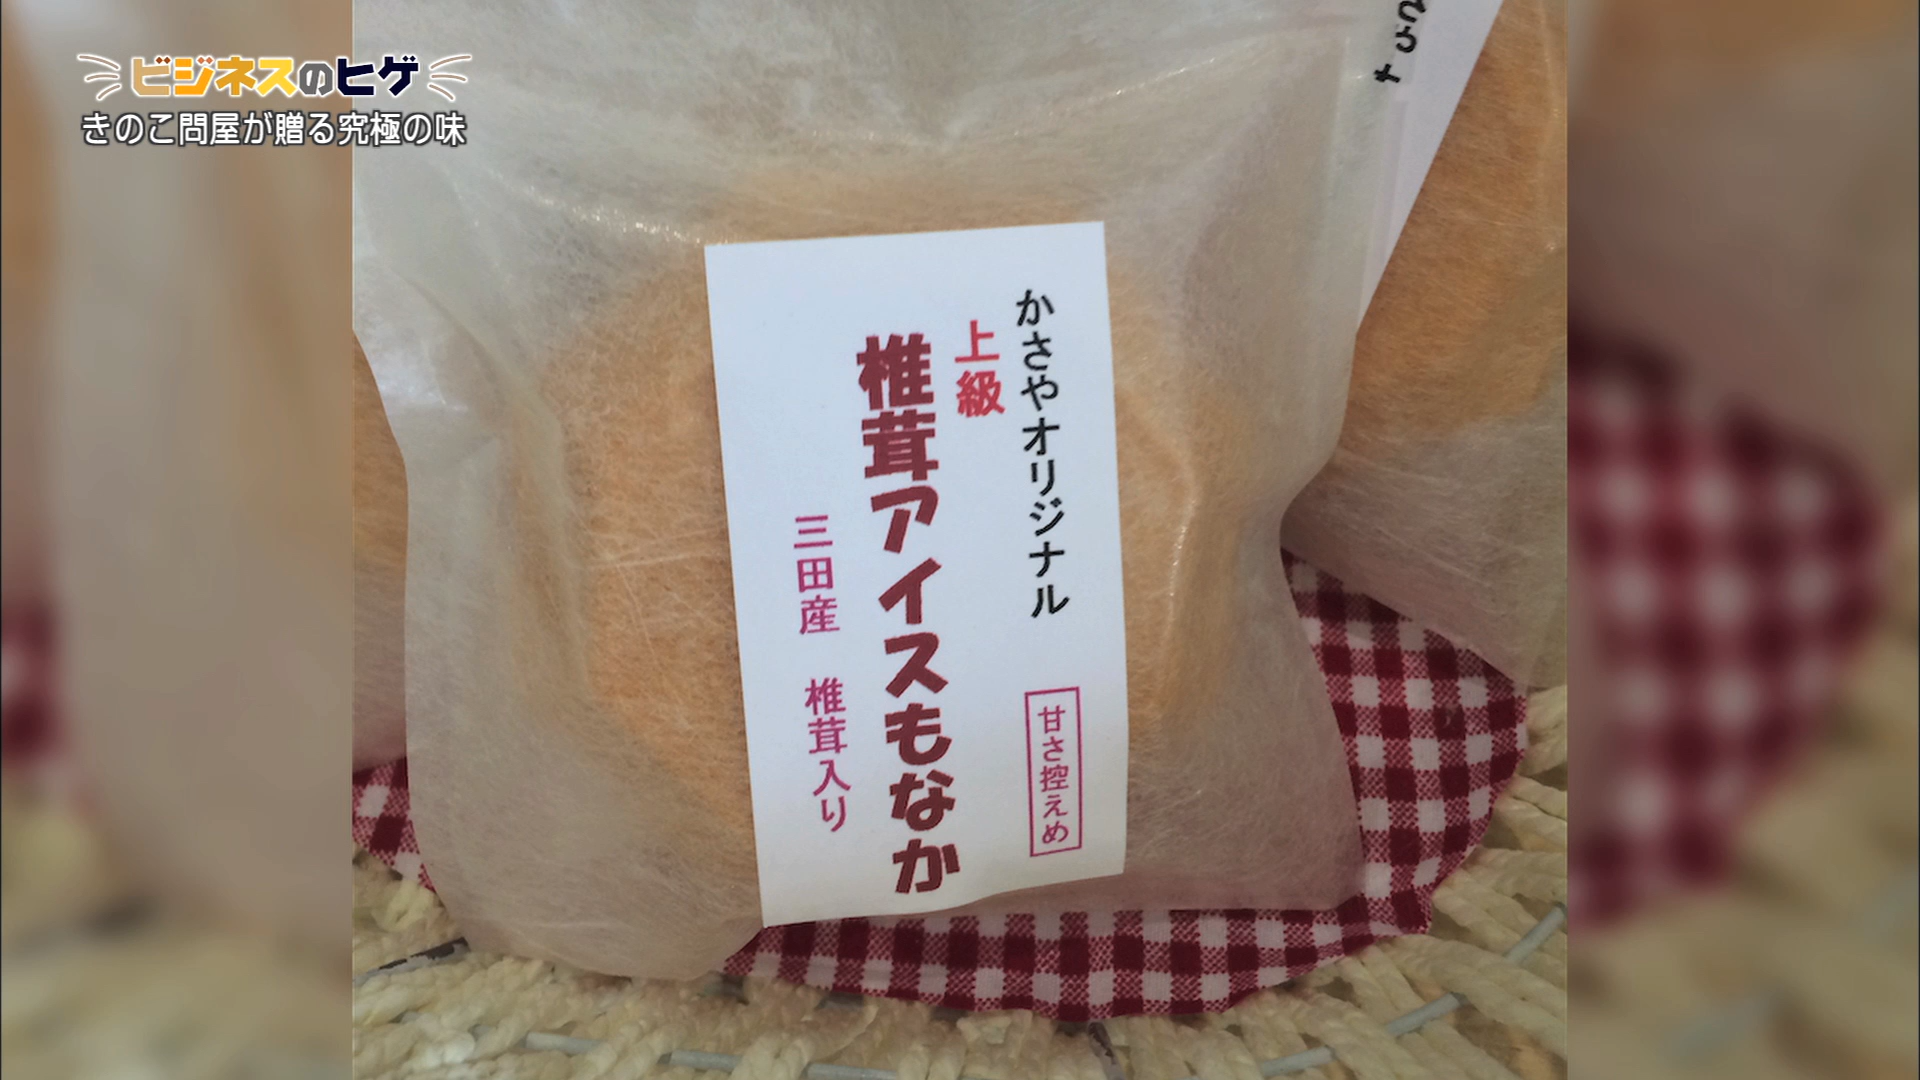 ビジネスのヒゲ
きのこ問屋が贈る究極の味
かさやオリジナル
甘さ控えめ
上級
椎茸アイスもなか
三田産 椎茸入り